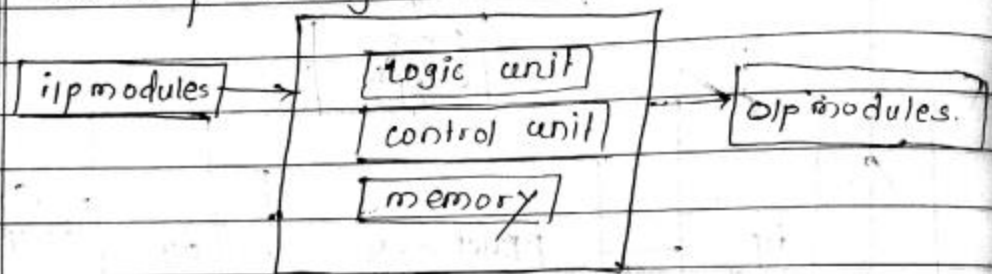 logic unit
i/p modules
control unit
o/p modules.
memory